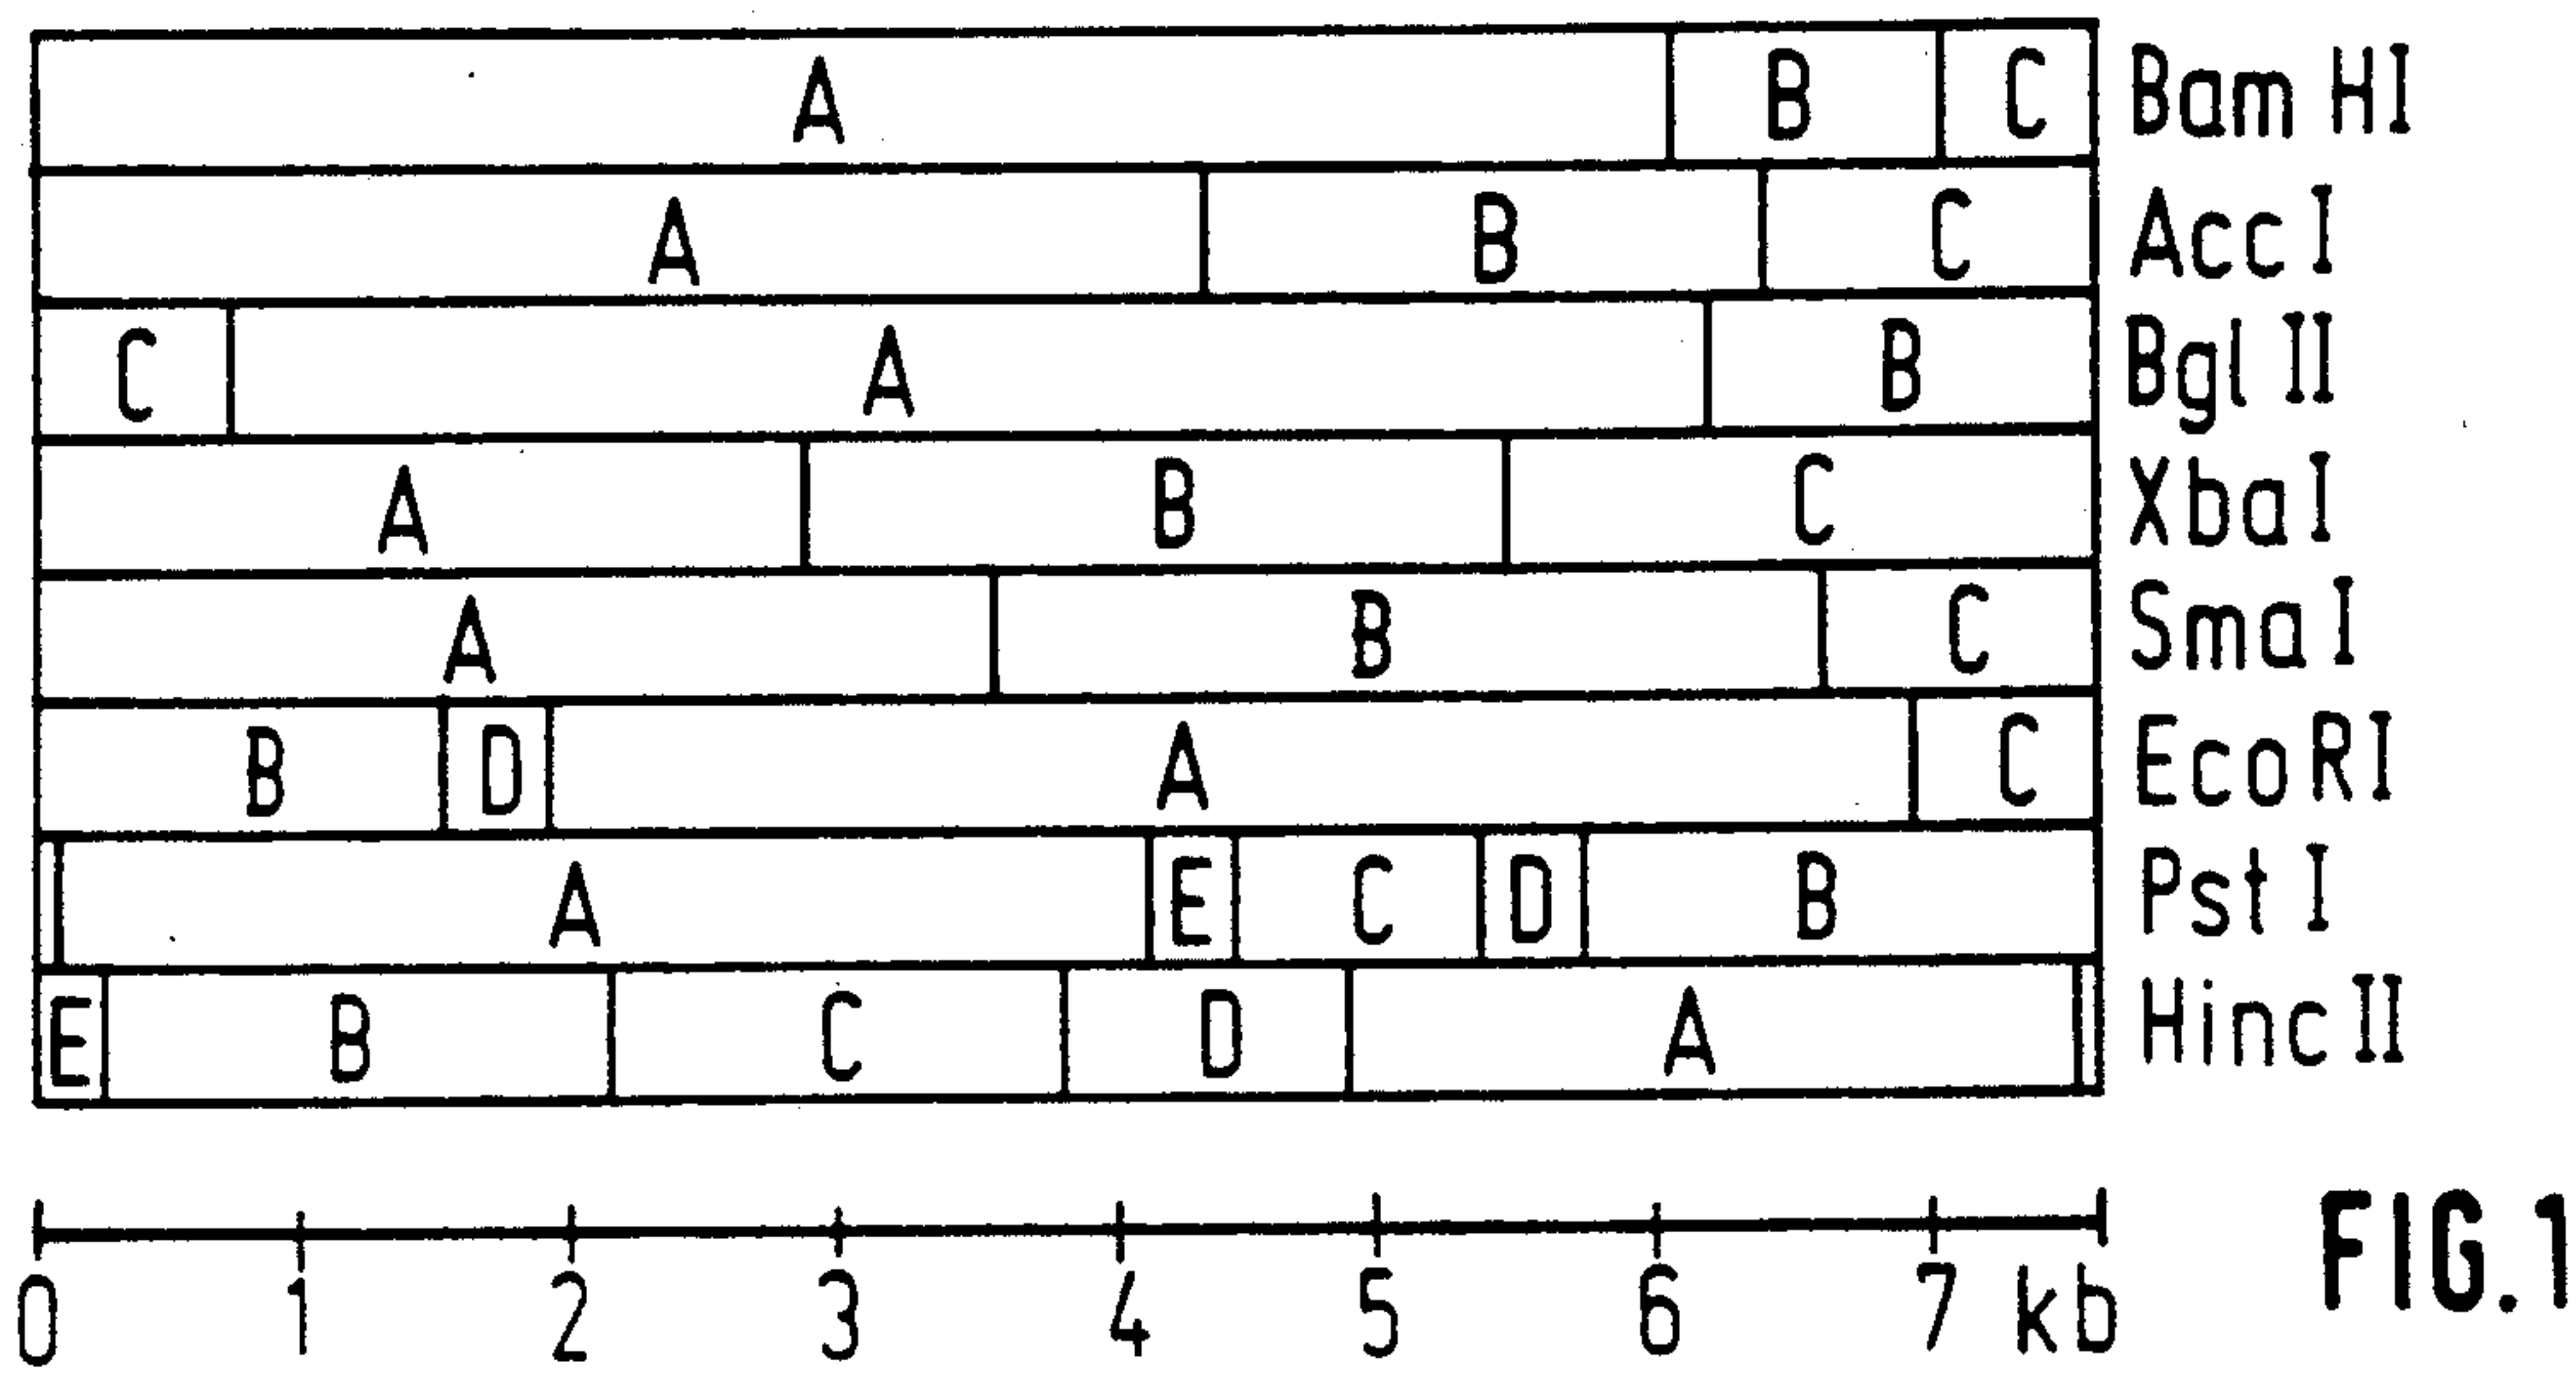 A B C Bam HI
A B C Acc I
C A B Bgl II
A B C Xba I
A B C Sma I
B D A C Eco RI
A E C D B Pst I
E B C D A Hinc II
0 1 2 3 4 5 6 7 kb
FIG.1